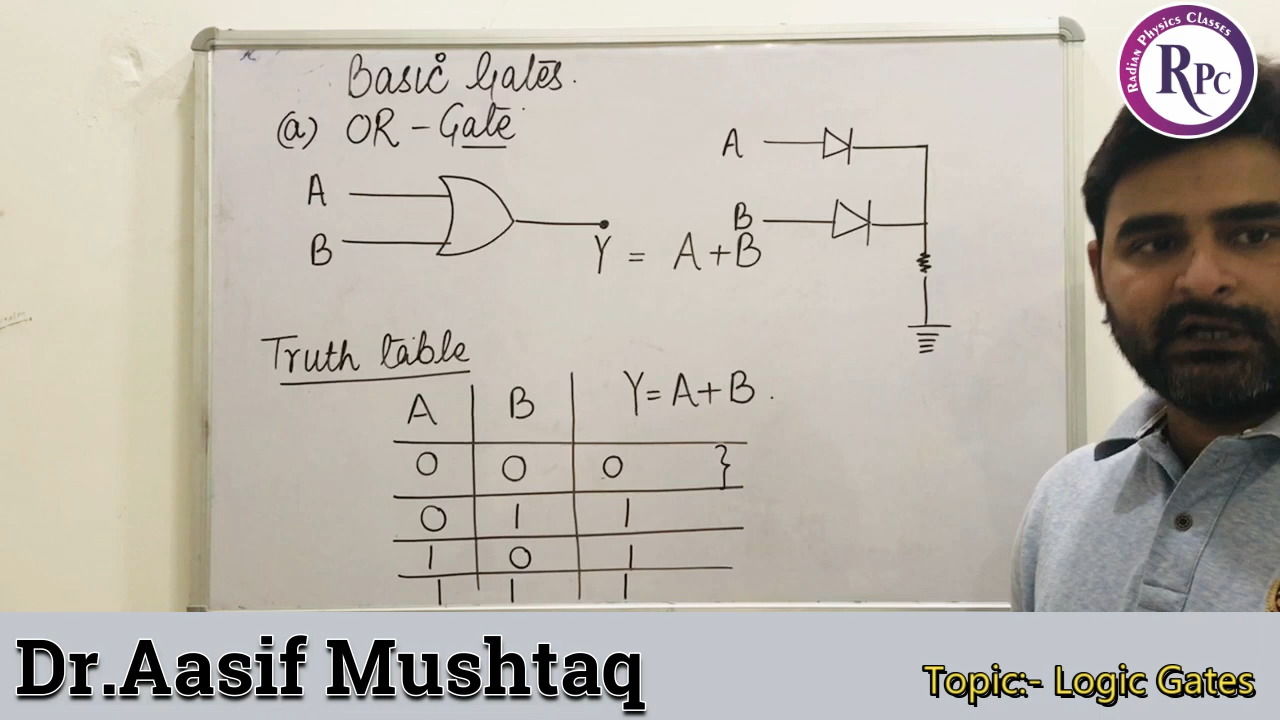 Basic Gates.
(a) OR - Gate
A
B
Y = A+B
A
B
Truth table
A B Y=A+B.
0 0 0 }
0 1 1
1 0 1
1 1 1
Radian Physics Classes
RPC
Dr.Aasif Mushtaq
Topic:- Logic Gates